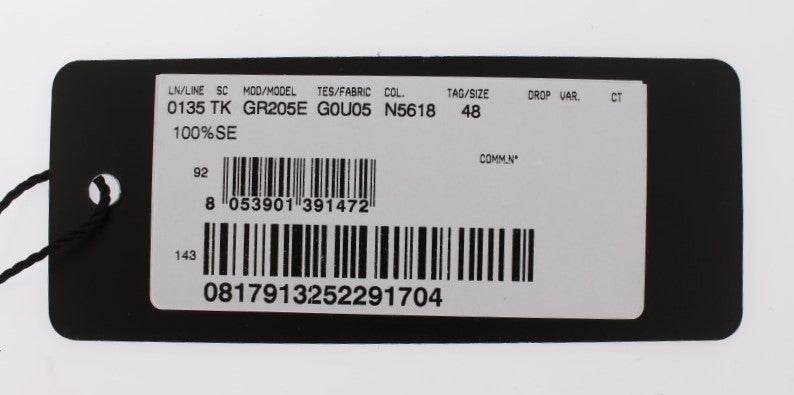 LN/LINE SC MOD/MODEL TES/FABRIC COL. TAG/SIZE DROP VAR. CT
0135 TK GR205E G0U05 N5618 48
100%SE
COMM.N°
92
8 053901 391472
143
0817913252291704